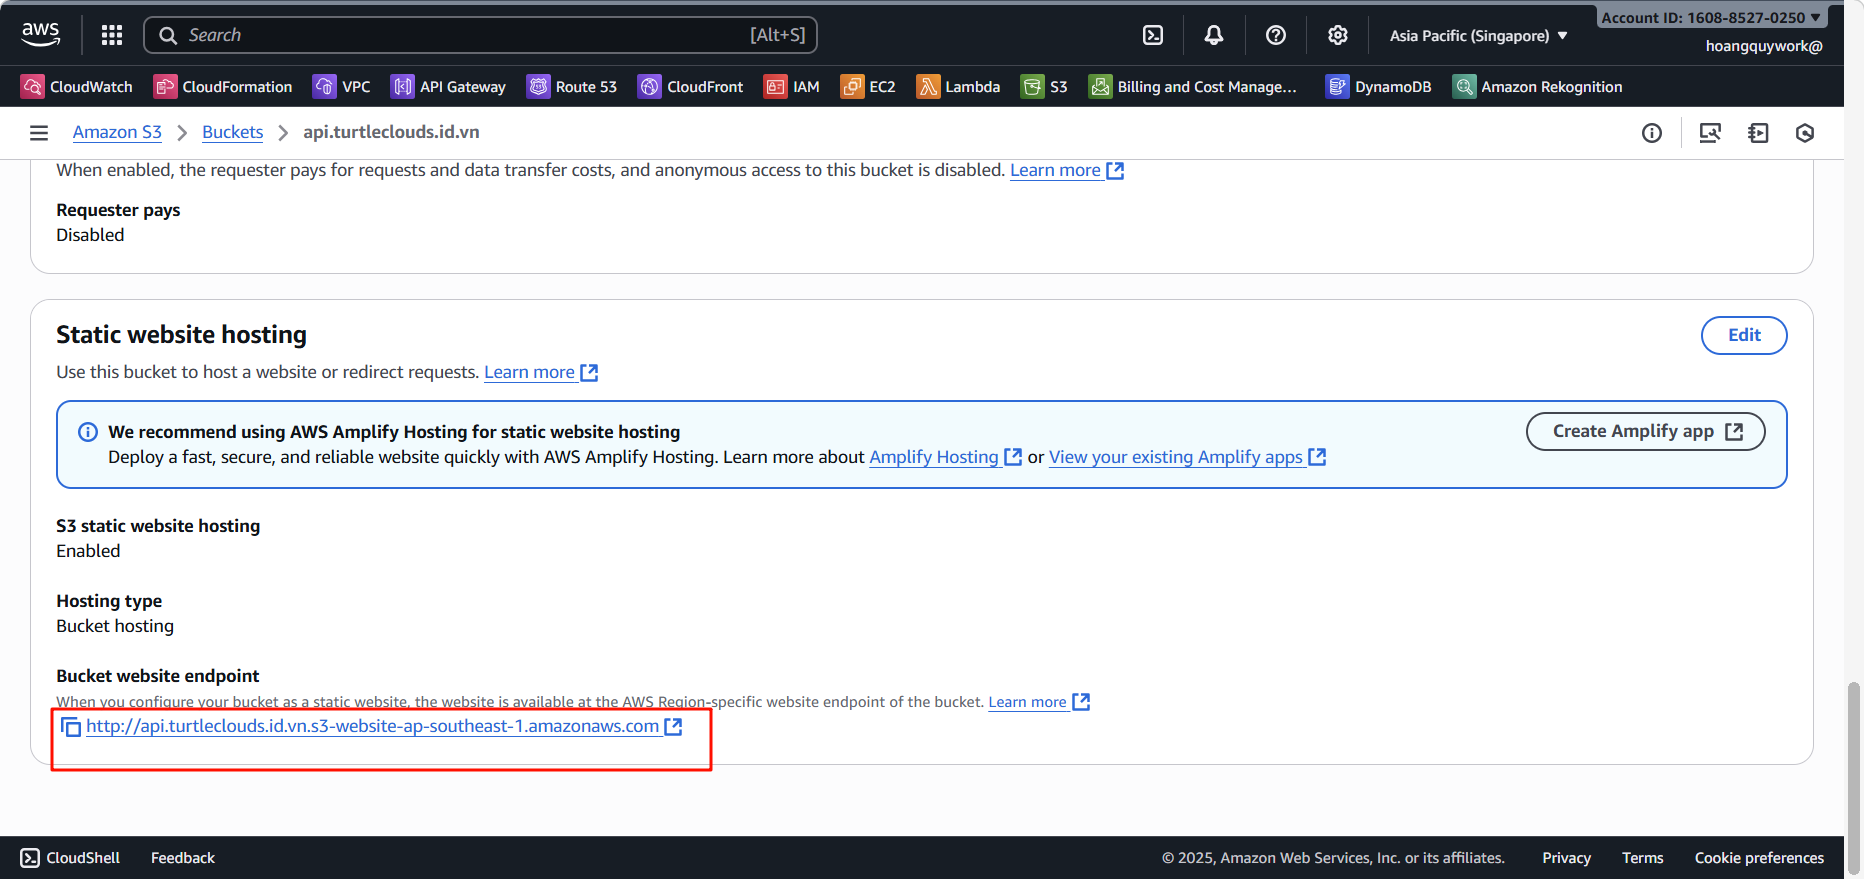 aws
Search [Alt+S]
Asia Pacific (Singapore) ▼
Account ID: 1608-8527-0250 ▼
hoangquywork@
CloudWatch CloudFormation VPC API Gateway Route 53 CloudFront IAM EC2 Lambda S3 Billing and Cost Manage... DynamoDB Amazon Rekognition
Amazon S3 > Buckets > api.turtleclouds.id.vn
When enabled, the requester pays for requests and data transfer costs, and anonymous access to this bucket is disabled. Learn more
Requester pays
Disabled
Static website hosting
Edit
Use this bucket to host a website or redirect requests. Learn more
We recommend using AWS Amplify Hosting for static website hosting
Create Amplify app
Deploy a fast, secure, and reliable website quickly with AWS Amplify Hosting. Learn more about Amplify Hosting or View your existing Amplify apps
S3 static website hosting
Enabled
Hosting type
Bucket hosting
Bucket website endpoint
When you configure your bucket as a static website, the website is available at the AWS Region-specific website endpoint of the bucket. Learn more
http://api.turtleclouds.id.vn.s3-website-ap-southeast-1.amazonaws.com
CloudShell Feedback © 2025, Amazon Web Services, Inc. or its affiliates. Privacy Terms Cookie preferences